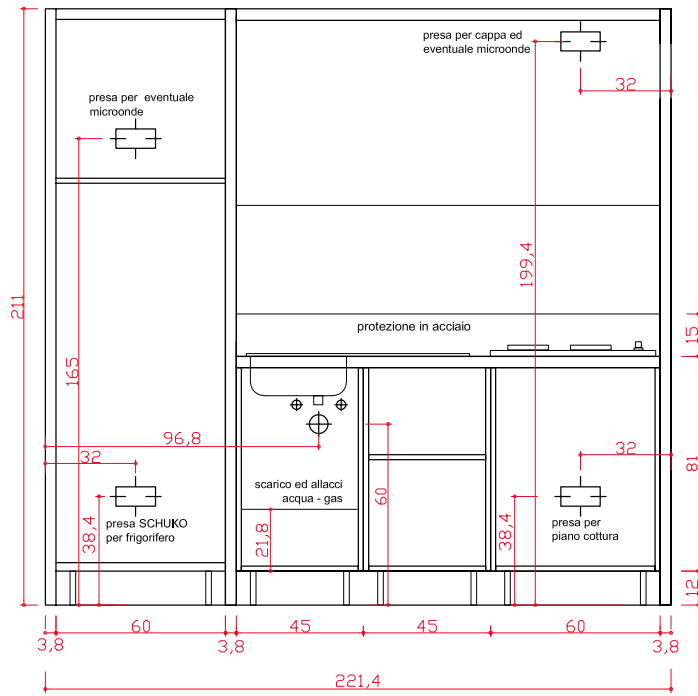 presa per cappa ed
eventuale microonde
32
presa per  eventuale
microonde
199,4
211
165
15
protezione in acciaio
96,8
32
32
81
scarico ed allacci
acqua - gas
60
presa SCHUKO
per frigorifero
38,4
21,8
38,4
presa per
piano cottura
12
3,8
60
3,8
45
45
60
3,8
221,4